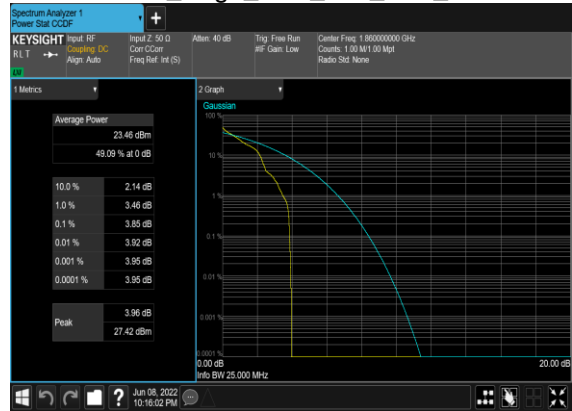 Spectrum Analyzer 1
Power Stat CCDF
+
KEYSIGHT
RL T
Input: RF
Coupling: DC
Align: Auto
Input Z: 50 Ω
Corr CCorr
Freq Ref: Int (S)
Atten: 40 dB
Trig: Free Run
#IF Gain: Low
Center Freq: 1.860000000 GHz
Counts: 1.00 M/1.00 Mpt
Radio Std: None
1 Metrics
Average Power
23.46 dBm
49.09 % at 0 dB
10.0 % 2.14 dB
1.0 % 3.46 dB
0.1 % 3.85 dB
0.01 % 3.92 dB
0.001 % 3.95 dB
0.0001 % 3.95 dB
Peak
3.96 dB
27.42 dBm
2 Graph
Gaussian
100 %
10 %
1 %
0.1 %
0.01 %
0.001 %
0.0001 %
0.00 dB 20.00 dB
Info BW 25.000 MHz
?
Jun 08, 2022
10:16:02 PM